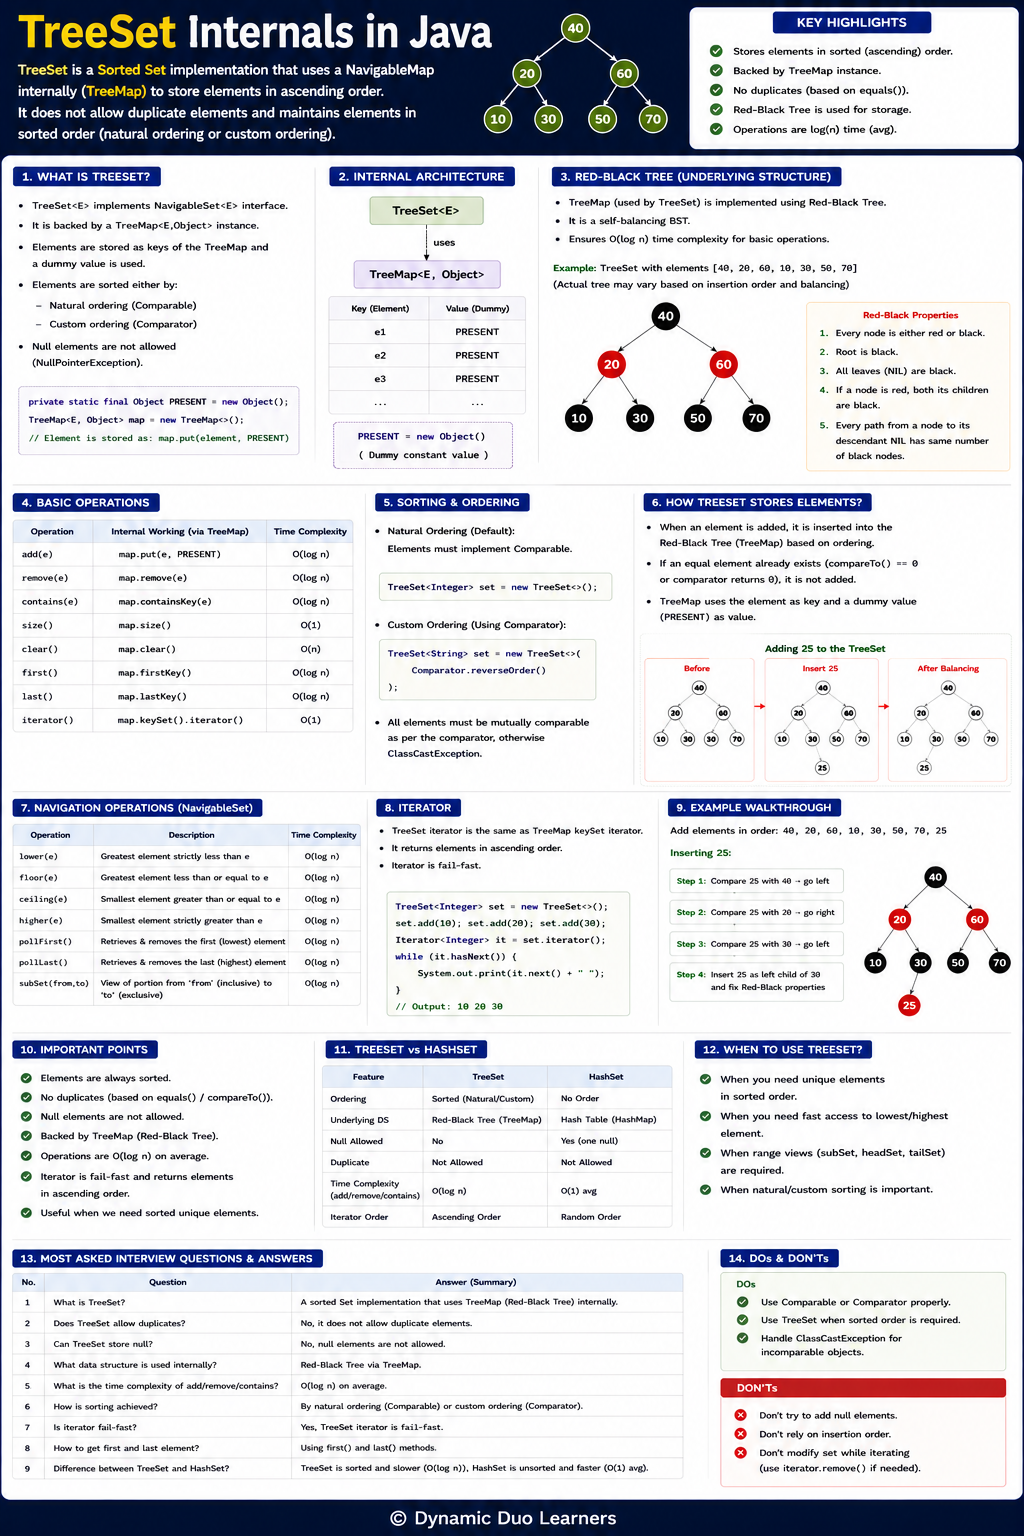 TreeSet Internals in Java
TreeSet is a Sorted Set implementation that uses a NavigableMap
internally (TreeMap) to store elements in ascending order.
It does not allow duplicate elements and maintains elements in
sorted order (natural ordering or custom ordering).
40
20 60
10 30 50 70
KEY HIGHLIGHTS
Stores elements in sorted (ascending) order.
Backed by TreeMap instance.
No duplicates (based on equals()).
Red-Black Tree is used for storage.
Operations are log(n) time (avg).
1. WHAT IS TREESET?
• TreeSet<E> implements NavigableSet<E> interface.
• It is backed by a TreeMap<E,Object> instance.
• Elements are stored as keys of the TreeMap and
a dummy value is used.
• Elements are sorted either by:
– Natural ordering (Comparable)
– Custom ordering (Comparator)
• Null elements are not allowed
(NullPointerException).
private static final Object PRESENT = new Object();
TreeMap<E, Object> map = new TreeMap<>();
// Element is stored as: map.put(element, PRESENT)
2. INTERNAL ARCHITECTURE
TreeSet<E>
uses
TreeMap<E, Object>
Key (Element) Value (Dummy)
e1 PRESENT
e2 PRESENT
e3 PRESENT
... ...
PRESENT = new Object()
( Dummy constant value )
3. RED-BLACK TREE (UNDERLYING STRUCTURE)
• TreeMap (used by TreeSet) is implemented using Red-Black Tree.
• It is a self-balancing BST.
• Ensures O(log n) time complexity for basic operations.
Example: TreeSet with elements [40, 20, 60, 10, 30, 50, 70]
(Actual tree may vary based on insertion order and balancing)
40
20 60
10 30 50 70
Red-Black Properties
1. Every node is either red or black.
2. Root is black.
3. All leaves (NIL) are black.
4. If a node is red, both its children
are black.
5. Every path from a node to its
descendant NIL has same number
of black nodes.
4. BASIC OPERATIONS
Operation Internal Working (via TreeMap) Time Complexity
add(e) map.put(e, PRESENT) O(log n)
remove(e) map.remove(e) O(log n)
contains(e) map.containsKey(e) O(log n)
size() map.size() O(1)
clear() map.clear() O(n)
first() map.firstKey() O(log n)
last() map.lastKey() O(log n)
iterator() map.keySet().iterator() O(1)
5. SORTING & ORDERING
• Natural Ordering (Default):
Elements must implement Comparable.
TreeSet<Integer> set = new TreeSet<>();
• Custom Ordering (Using Comparator):
TreeSet<String> set = new TreeSet<>(
Comparator.reverseOrder()
);
• All elements must be mutually comparable
as per the comparator, otherwise
ClassCastException.
6. HOW TREESET STORES ELEMENTS?
• When an element is added, it is inserted into the
Red-Black Tree (TreeMap) based on ordering.
• If an equal element already exists (compareTo() == 0
or comparator returns 0), it is not added.
• TreeMap uses the element as key and a dummy value
(PRESENT) as value.
Adding 25 to the TreeSet
Before
40
20 60
10 30 30 70
Insert 25
40
20 60
10 30 50 70
25
After Balancing
40
20 60
10 30 50 70
25
7. NAVIGATION OPERATIONS (NavigableSet)
Operation Description Time Complexity
lower(e) Greatest element strictly less than e O(log n)
floor(e) Greatest element less than or equal to e O(log n)
ceiling(e) Smallest element greater than or equal to e O(log n)
higher(e) Smallest element strictly greater than e O(log n)
pollFirst() Retrieves & removes the first (lowest) element O(log n)
pollLast() Retrieves & removes the last (highest) element O(log n)
subSet(from,to) View of portion from 'from' (inclusive) to O(log n)
'to' (exclusive)
8. ITERATOR
• TreeSet iterator is the same as TreeMap keySet iterator.
• It returns elements in ascending order.
• Iterator is fail-fast.
TreeSet<Integer> set = new TreeSet<>();
set.add(10); set.add(20); set.add(30);
Iterator<Integer> it = set.iterator();
while (it.hasNext()) {
System.out.print(it.next() + " ");
}
// Output: 10 20 30
9. EXAMPLE WALKTHROUGH
Add elements in order: 40, 20, 60, 10, 30, 50, 70, 25
Inserting 25:
Step 1: Compare 25 with 40 → go left
Step 2: Compare 25 with 20 → go right
Step 3: Compare 25 with 30 → go left
Step 4: Insert 25 as left child of 30
and fix Red-Black properties
40
20 60
10 30 50 70
25
10. IMPORTANT POINTS
Elements are always sorted.
No duplicates (based on equals() / compareTo()).
Null elements are not allowed.
Backed by TreeMap (Red-Black Tree).
Operations are O(log n) on average.
Iterator is fail-fast and returns elements
in ascending order.
Useful when we need sorted unique elements.
11. TREESET vs HASHSET
Feature TreeSet HashSet
Ordering Sorted (Natural/Custom) No Order
Underlying DS Red-Black Tree (TreeMap) Hash Table (HashMap)
Null Allowed No Yes (one null)
Duplicate Not Allowed Not Allowed
Time Complexity
(add/remove/contains) O(log n) O(1) avg
Iterator Order Ascending Order Random Order
12. WHEN TO USE TREESET?
When you need unique elements
in sorted order.
When you need fast access to lowest/highest
element.
When range views (subSet, headSet, tailSet)
are required.
When natural/custom sorting is important.
13. MOST ASKED INTERVIEW QUESTIONS & ANSWERS
No. Question Answer (Summary)
1 What is TreeSet? A sorted Set implementation that uses TreeMap (Red-Black Tree) internally.
2 Does TreeSet allow duplicates? No, it does not allow duplicate elements.
3 Can TreeSet store null? No, null elements are not allowed.
4 What data structure is used internally? Red-Black Tree via TreeMap.
5 What is the time complexity of add/remove/contains? O(log n) on average.
6 How is sorting achieved? By natural ordering (Comparable) or custom ordering (Comparator).
7 Is iterator fail-fast? Yes, TreeSet iterator is fail-fast.
8 How to get first and last element? Using first() and last() methods.
9 Difference between TreeSet and HashSet? TreeSet is sorted and slower (O(log n)), HashSet is unsorted and faster (O(1) avg).
14. DOs & DON'Ts
DOs
Use Comparable or Comparator properly.
Use TreeSet when sorted order is required.
Handle ClassCastException for
incomparable objects.
DON'Ts
Don't try to add null elements.
Don't rely on insertion order.
Don't modify set while iterating
(use iterator.remove() if needed).
© Dynamic Duo Learners